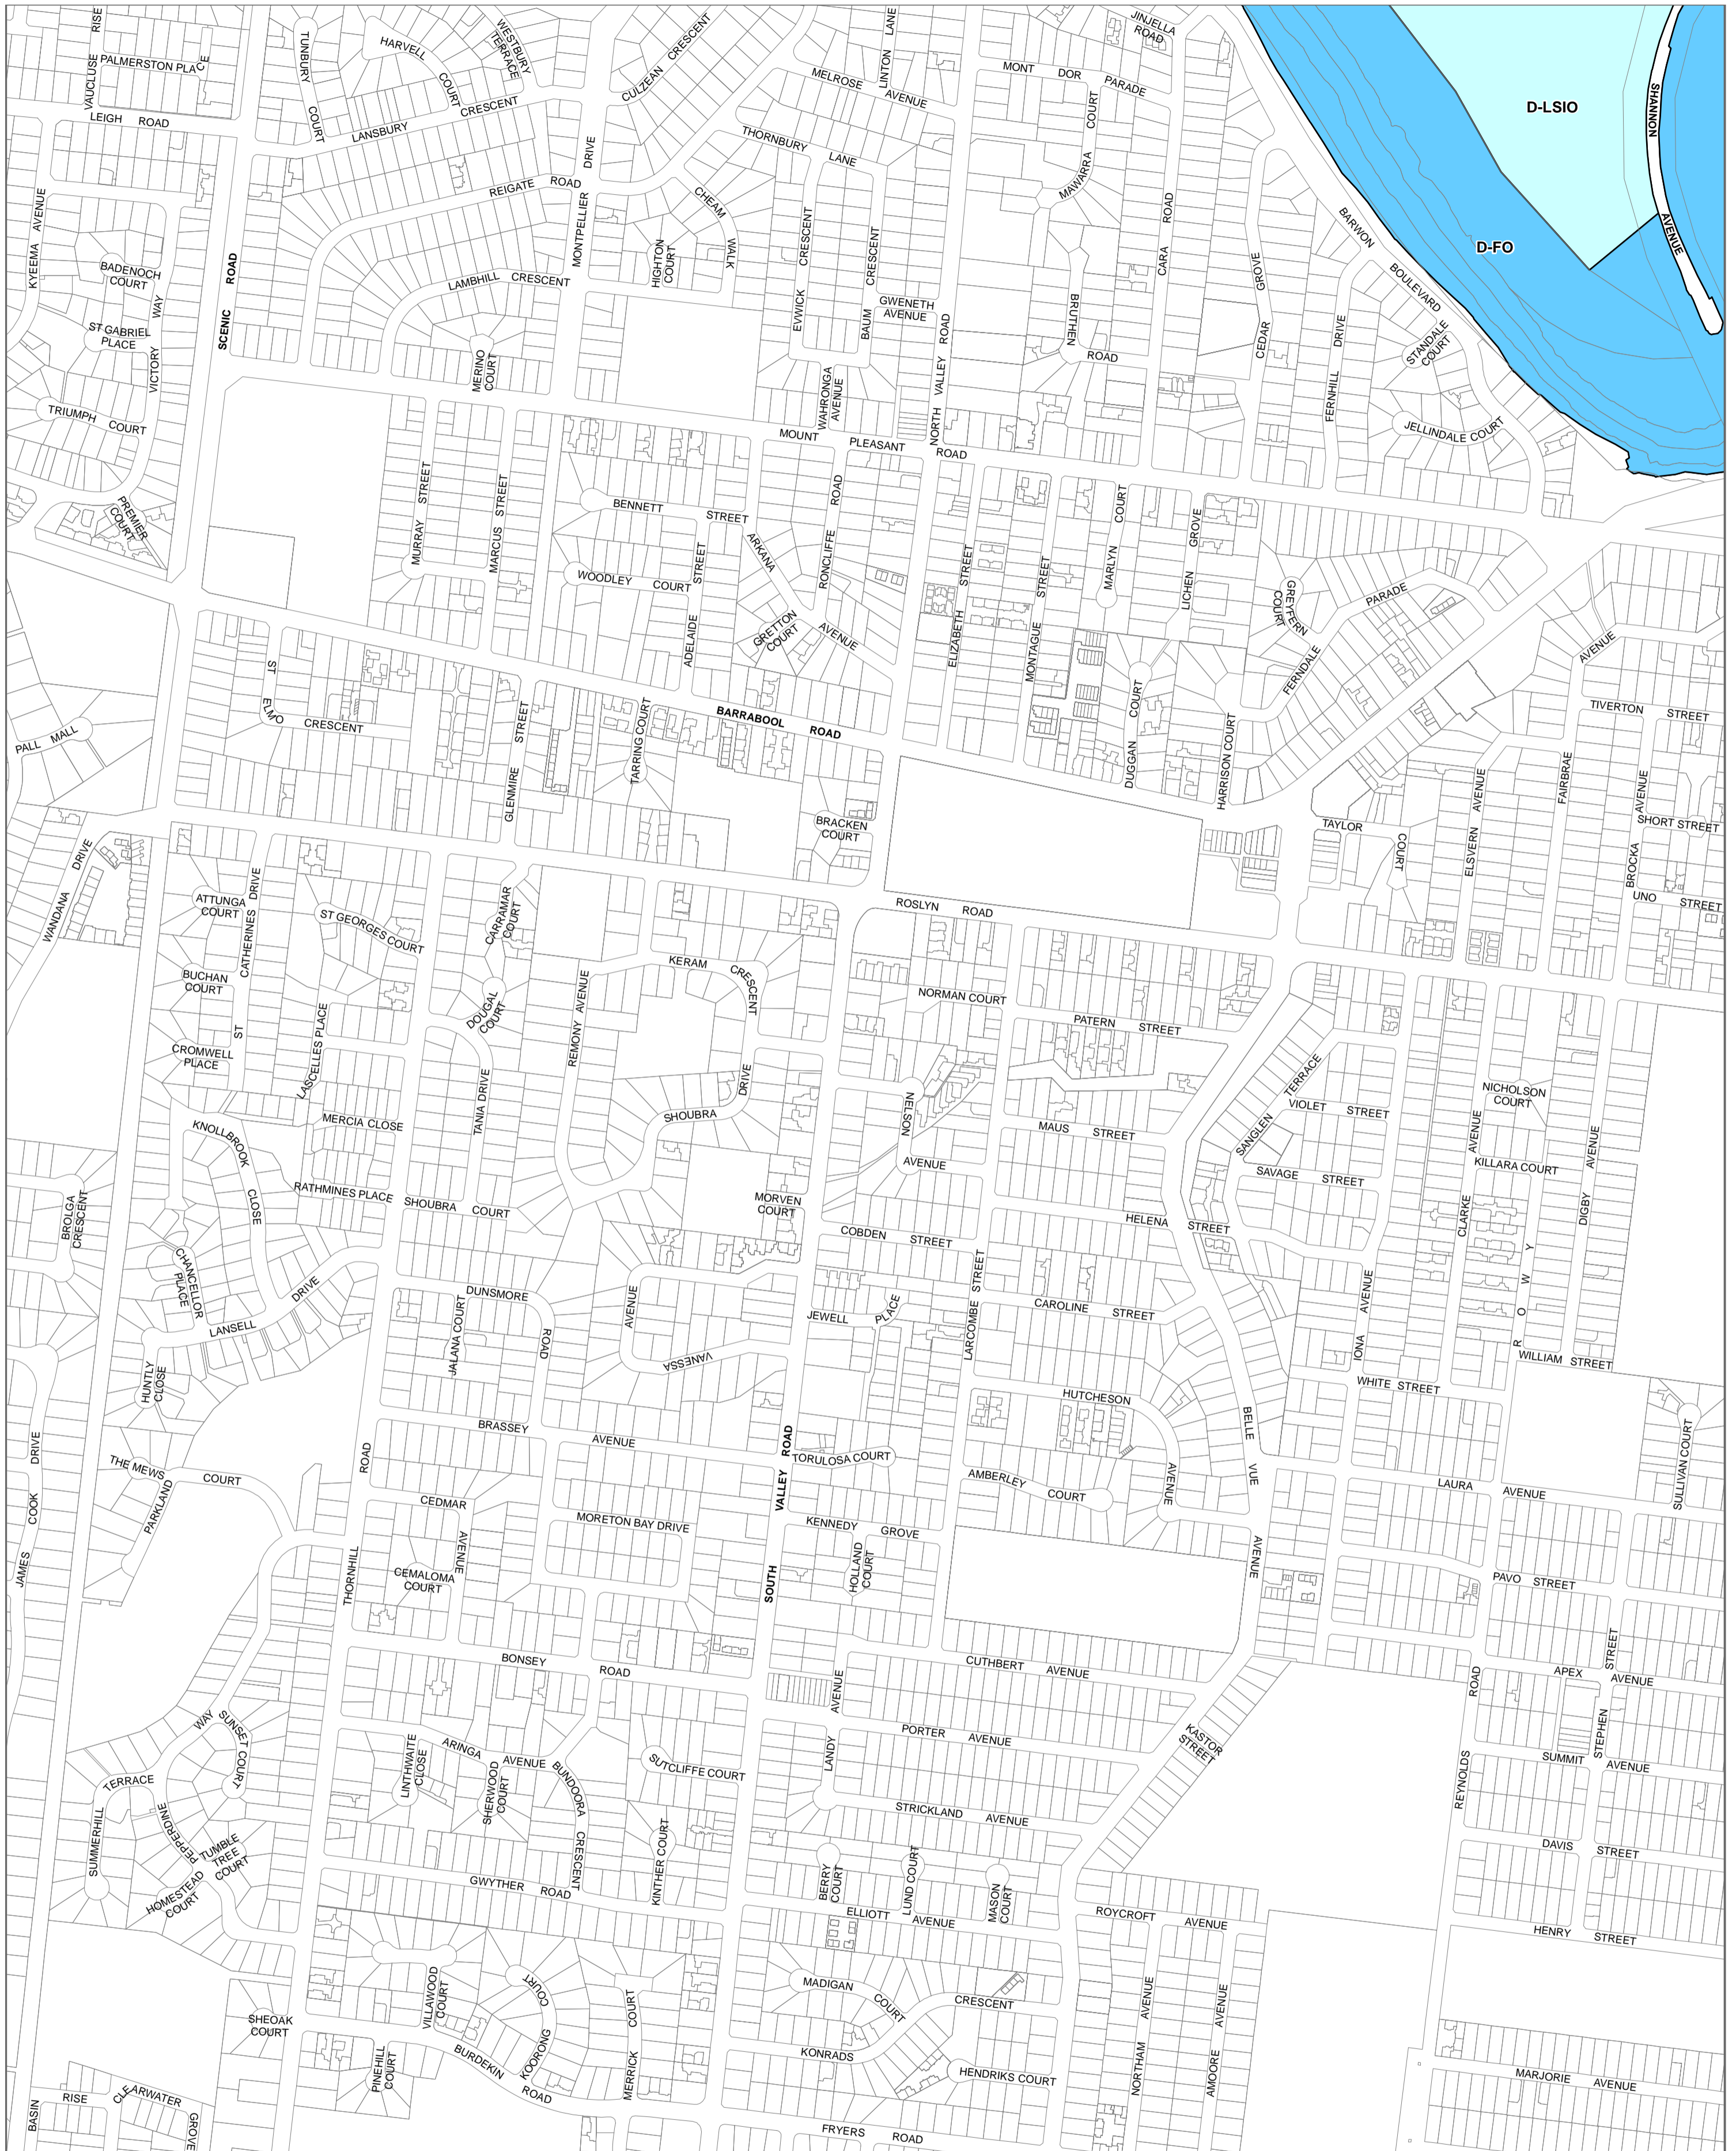 VAUCLUSE RISE
PALMERSTON PLACE
TUNBURY COURT
HARVELL COURT
WESTBURY TERRACE
CULZEAN CRESCENT
LINTON LANE
MELROSE AVENUE
MONT DOR PARADE
JINJELLA ROAD
D-LSIO
SHANNON AVENUE
LEIGH ROAD
LANSBURY CRESCENT
THORNBURY LANE
MAWARRA COURT
KYEEMA AVENUE
REIGATE ROAD
MONTPELLIER DRIVE
CHEAM WALK
CARA ROAD
BARWON BOULEVARD
D-FO
BADENOCH COURT
SCENIC ROAD
LAMBHILL CRESCENT
HIGHTON COURT
EVWICK CRESCENT
BAUM CRESCENT
GWENETH AVENUE
BRUTHEN ROAD
CEDAR GROVE
FERNHILL DRIVE
STANDALE COURT
ST GABRIEL PLACE
VICTORY WAY
MERINO COURT
WAHRONGA AVENUE
NORTH VALLEY ROAD
TRIUMPH COURT
JELLINDALE COURT
MOUNT PLEASANT ROAD
PREMIER COURT
MURRAY STREET
MARCUS STREET
BENNETT STREET
RONCLIFFE ROAD
ARKANA AVENUE
ELIZABETH STREET
MONTAGUE STREET
MARLYN COURT
LICHEN GROVE
WOODLEY COURT
ADELAIDE STREET
GRETTON COURT
GREYFERN COURT
FERNDALE PARADE
AVENUE
ST ELMO CRESCENT
PALL MALL
GLENMIRE STREET
TARRING COURT
BARRABOOL ROAD
DUGGAN COURT
HARRISON COURT
TIVERTON STREET
BRACKEN COURT
TAYLOR COURT
ELSVERN AVENUE
FAIRBRAE
BROCKA AVENUE
SHORT STREET
UNO STREET
WANDANA DRIVE
ATTUNGA COURT
ST CATHERINES DRIVE
ST GEORGES COURT
CARRAMAR COURT
ROSLYN ROAD
BUCHAN COURT
DOUGAL COURT
REMONY AVENUE
KERAM CRESCENT
NORMAN COURT
PATERN STREET
CROMWELL PLACE
LASCELLES PLACE
MERCIA CLOSE
TANIA DRIVE
SHOUBRA DRIVE
NELSON AVENUE
MAUS STREET
SANGLEN TERRACE
VIOLET STREET
SAVAGE STREET
NICHOLSON COURT
KILLARA COURT
CLARKE AVENUE
DIGBY AVENUE
KNOLLBROOK CLOSE
RATHMINES PLACE
SHOUBRA COURT
MORVEN COURT
COBDEN STREET
HELENA STREET
BROLGA CRESCENT
CHANCELLOR PLACE
LANSELL DRIVE
DUNSMORE ROAD
JALANA COURT
VANESSA AVENUE
JEWELL PLACE
LARCOMBE STREET
CAROLINE STREET
IONA AVENUE
ROWY
WILLIAM STREET
WHITE STREET
HUNTLY CLOSE
HUTCHESON AVENUE
BELLE VUE AVENUE
BRASSEY AVENUE
TORULOSA COURT
AMBERLEY COURT
LAURA AVENUE
SULLIVAN COURT
THE MEWS
PARKLAND COURT
JAMES COOK DRIVE
THORNHILL ROAD
CEDMAR AVENUE
MORETON BAY DRIVE
SOUTH VALLEY ROAD
KENNEDY GROVE
HOLLAND COURT
CEMALOMA COURT
PAVO STREET
BONSEY ROAD
CUTHBERT AVENUE
LANDY AVENUE
PORTER AVENUE
KASTOR STREET
REYNOLDS ROAD
APEX AVENUE
STEPHEN STREET
SUMMIT AVENUE
SUNSET COURT
SUMMERHILL TERRACE WAY
PEPPERDINE
TUMBLE TREE COURT
HOMESTEAD COURT
LINTHWAITE CLOSE
ARINGA AVENUE
SHERWOOD COURT
BUNDOORA CRESCENT
SUTCLIFFE COURT
KINTHER COURT
STRICKLAND AVENUE
DAVIS STREET
GWYTHER ROAD
BERRY COURT
LUND COURT
MASON COURT
ELLIOTT AVENUE
ROYCROFT AVENUE
HENRY STREET
VILLAWOOD COURT
KOORONG COURT
MERRICK COURT
MADIGAN COURT
KONRADS CRESCENT
HENDRIKS COURT
NORTHAM AVENUE
AMOORE AVENUE
SHEOAK COURT
PINEHILL COURT
BURDEKIN ROAD
MARJORIE AVENUE
BASIN
RISE
CLEARWATER GROVE
FRYERS ROAD